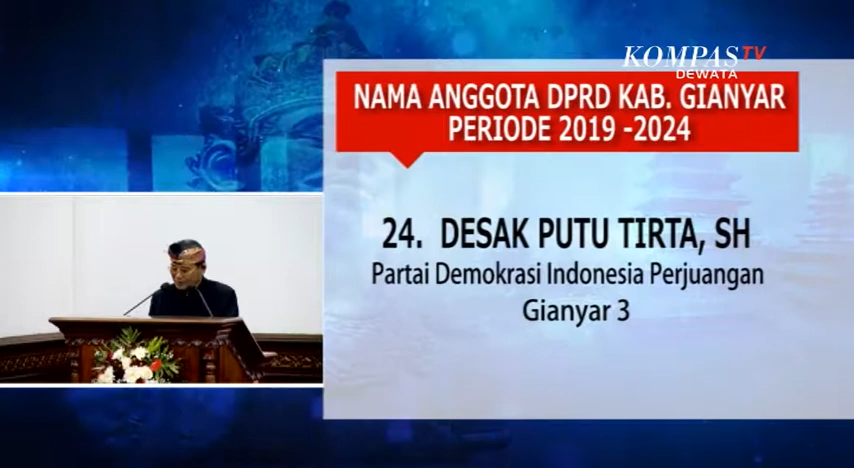 KOMPAS TV
DEWATA
NAMA ANGGOTA DPRD KAB. GIANYAR
PERIODE 2019 -2024
24. DESAK PUTU TIRTA, SH
Partai Demokrasi Indonesia Perjuangan
Gianyar 3